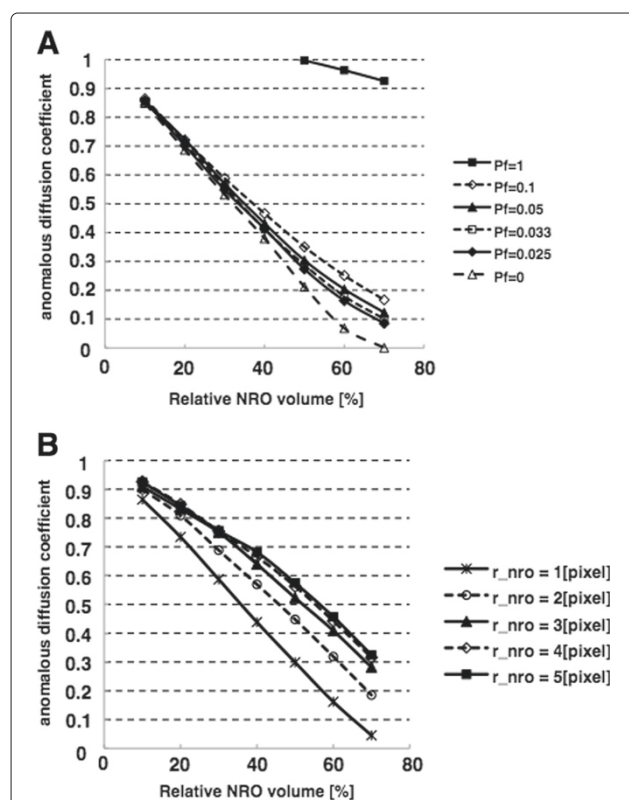 A
anomalous diffusion coefficient
1
0.9
0.8
0.7
0.6
0.5
0.4
0.3
0.2
0.1
0
0
20
40
60
80
Relative NRO volume [%]
Pf=1
Pf=0.1
Pf=0.05
Pf=0.033
Pf=0.025
Pf=0
B
anomalous diffusion coefficient
1
0.9
0.8
0.7
0.6
0.5
0.4
0.3
0.2
0.1
0
0
20
40
60
80
Relative NRO volume [%]
r_nro = 1[pixel]
r_nro = 2[pixel]
r_nro = 3[pixel]
r_nro = 4[pixel]
r_nro = 5[pixel]